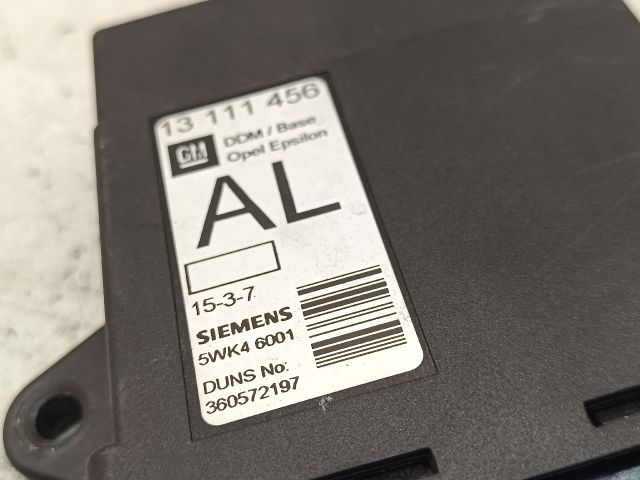 13 111 456
GM DDM / Base
Opel Epsilon
AL
15-3-7
SIEMENS
5WK4 6001
DUNS No:
360572197